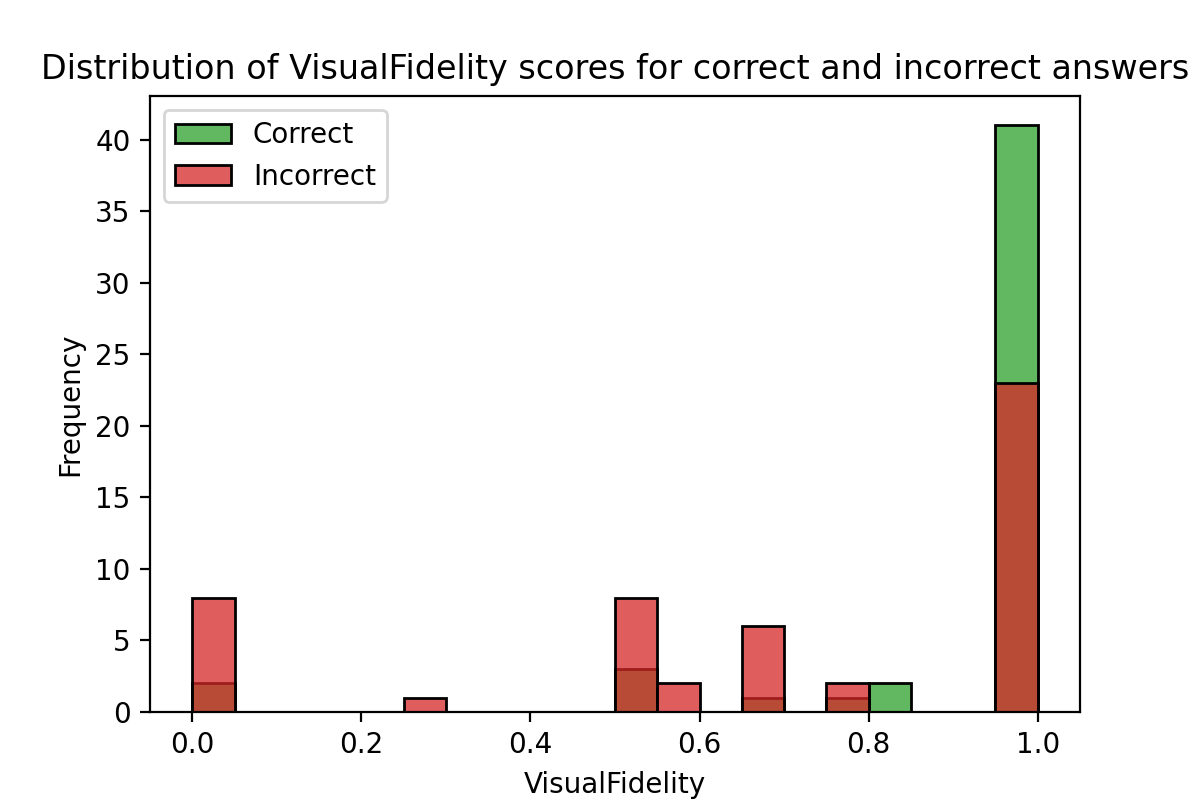 Distribution of VisualFidelity scores for correct and incorrect answers
Correct
Incorrect
40
35
30
25
20
15
10
5
0
Frequency
0.0 0.2 0.4 0.6 0.8 1.0
VisualFidelity